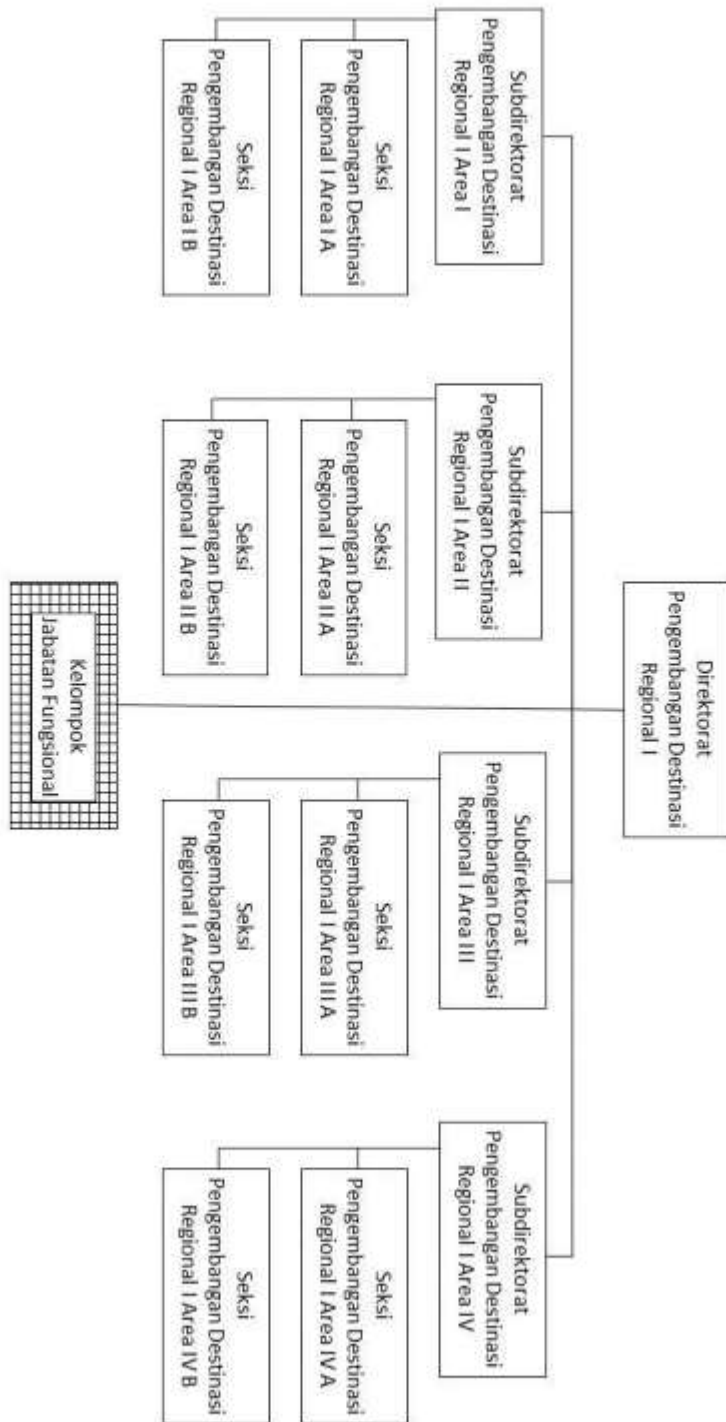 Direktorat
Pengembangan Destinasi
Regional I
Subdirektorat
Pengembangan Destinasi
Regional I Area I
Subdirektorat
Pengembangan Destinasi
Regional I Area II
Subdirektorat
Pengembangan Destinasi
Regional I Area III
Subdirektorat
Pengembangan Destinasi
Regional I Area IV
Seksi
Pengembangan Destinasi
Regional I Area I A
Seksi
Pengembangan Destinasi
Regional I Area II A
Seksi
Pengembangan Destinasi
Regional I Area III A
Seksi
Pengembangan Destinasi
Regional I Area IV A
Seksi
Pengembangan Destinasi
Regional I Area I B
Seksi
Pengembangan Destinasi
Regional I Area II B
Seksi
Pengembangan Destinasi
Regional I Area III B
Seksi
Pengembangan Destinasi
Regional I Area IV B
Kelompok
Jabatan Fungsional